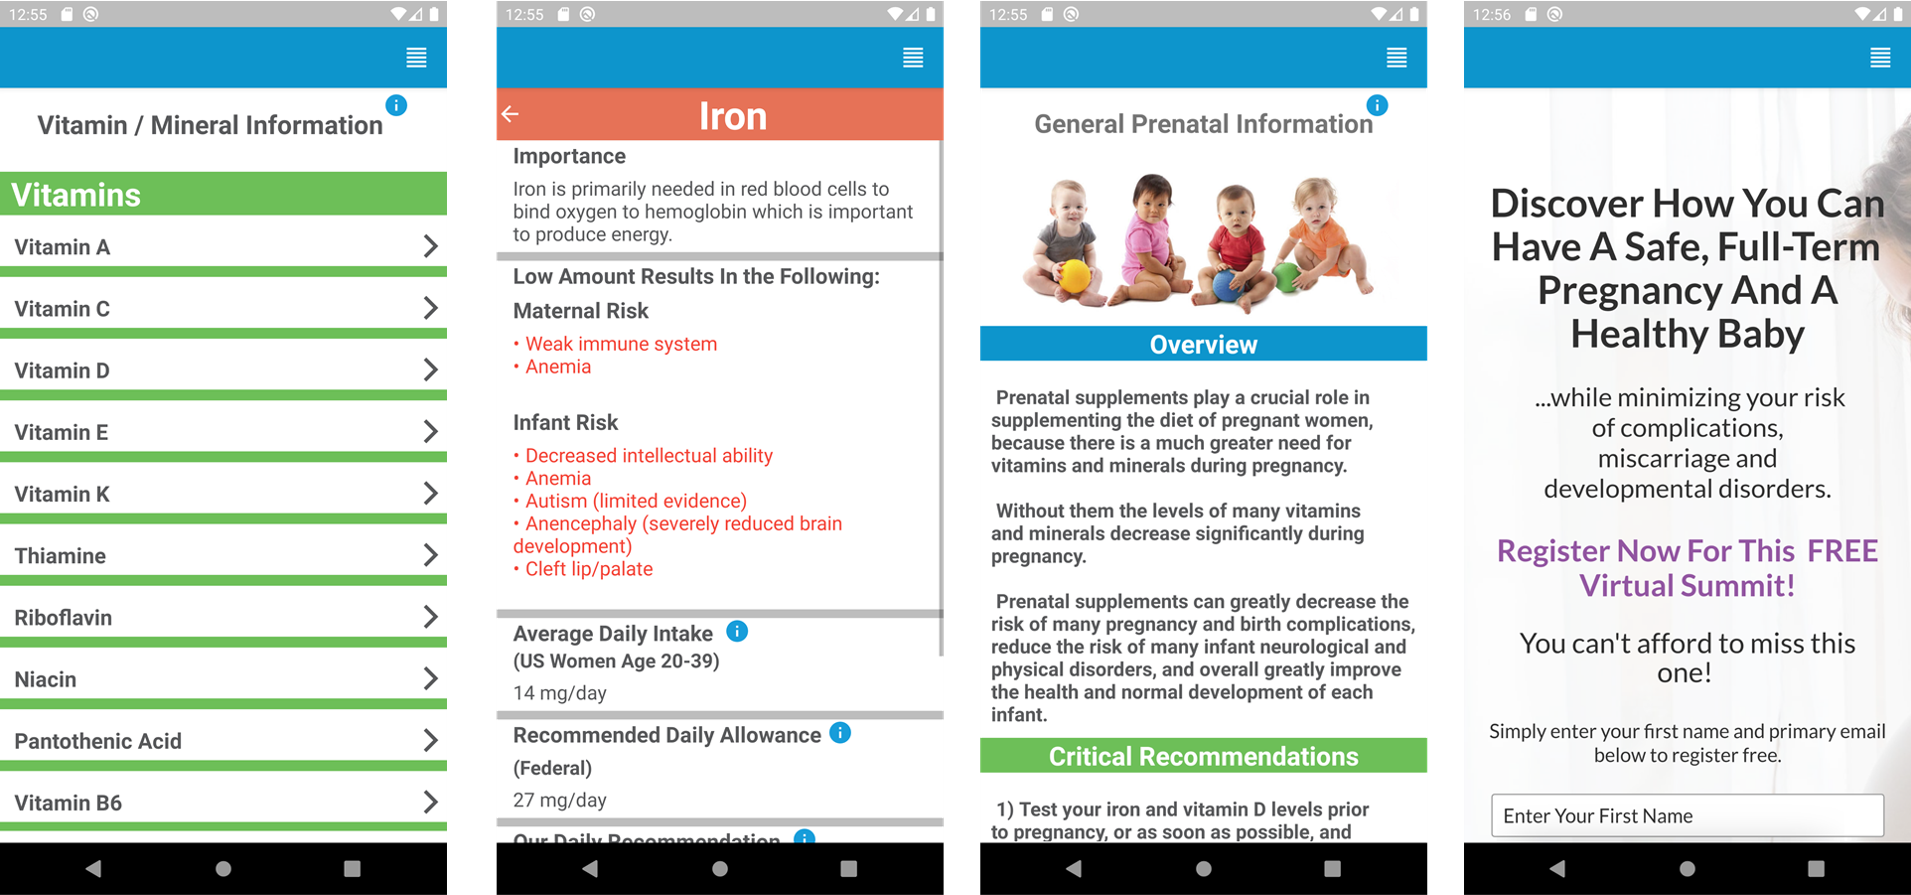 12:55
Vitamin / Mineral Information
Vitamins
Vitamin A
Vitamin C
Vitamin D
Vitamin E
Vitamin K
Thiamine
Riboflavin
Niacin
Pantothenic Acid
Vitamin B6
12:55
Iron
Importance
Iron is primarily needed in red blood cells to
bind oxygen to hemoglobin which is important
to produce energy.
Low Amount Results In the Following:
Maternal Risk
• Weak immune system
• Anemia
Infant Risk
• Decreased intellectual ability
• Anemia
• Autism (limited evidence)
• Anencephaly (severely reduced brain
development)
• Cleft lip/palate
Average Daily Intake
(US Women Age 20-39)
14 mg/day
Recommended Daily Allowance
(Federal)
27 mg/day
Our Daily Recommendation
12:55
General Prenatal Information
Overview
Prenatal supplements play a crucial role in
supplementing the diet of pregnant women,
because there is a much greater need for
vitamins and minerals during pregnancy.
Without them the levels of many vitamins
and minerals decrease significantly during
pregnancy.
Prenatal supplements can greatly decrease the
risk of many pregnancy and birth complications,
reduce the risk of many infant neurological and
physical disorders, and overall greatly improve
the health and normal development of each
infant.
Critical Recommendations
1) Test your iron and vitamin D levels prior
to pregnancy, or as soon as possible, and
12:56
Discover How You Can
Have A Safe, Full-Term
Pregnancy And A
Healthy Baby
...while minimizing your risk
of complications,
miscarriage and
developmental disorders.
Register Now For This FREE
Virtual Summit!
You can't afford to miss this
one!
Simply enter your first name and primary email
below to register free.
Enter Your First Name